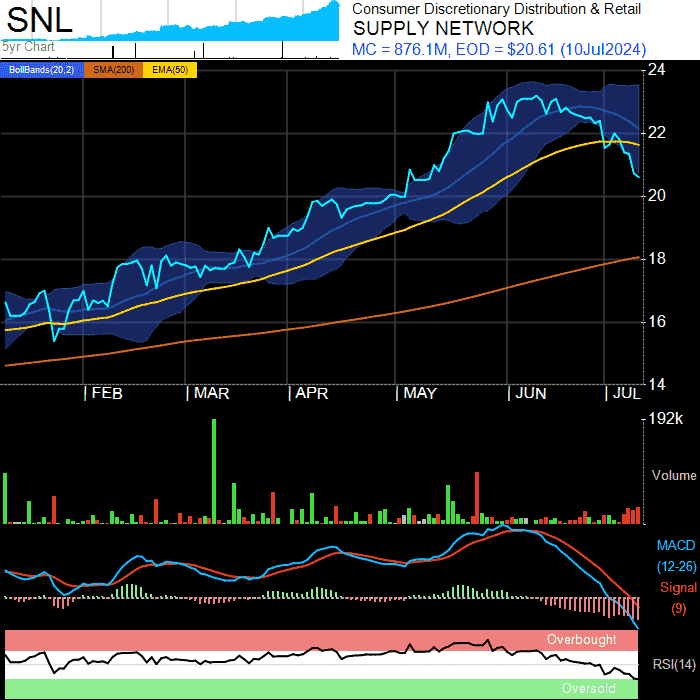 SNL
5yr Chart
Consumer Discretionary Distribution & Retail
SUPPLY NETWORK
MC = 876.1M, EOD = $20.61 (10Jul2024)
BollBands(20,2) SMA(200) EMA(50)
24
22
20
18
16
14
FEB MAR APR MAY JUN JUL
192k
Volume
MACD
(12-26)
Signal
(9)
Overbought
RSI(14)
Oversold